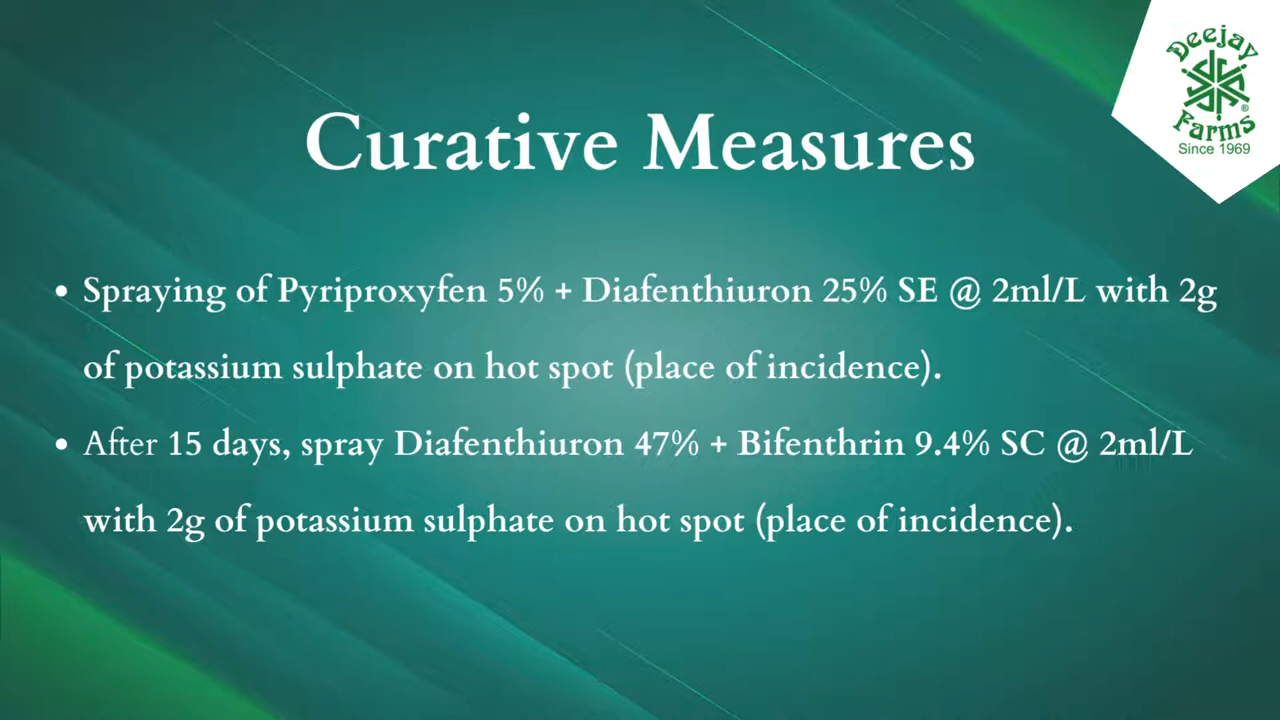 Deejay
Farms
®
Since 1969
Curative Measures
• Spraying of Pyriproxyfen 5% + Diafenthiuron 25% SE @ 2ml/L with 2g
of potassium sulphate on hot spot (place of incidence).
• After 15 days, spray Diafenthiuron 47% + Bifenthrin 9.4% SC @ 2ml/L
with 2g of potassium sulphate on hot spot (place of incidence).